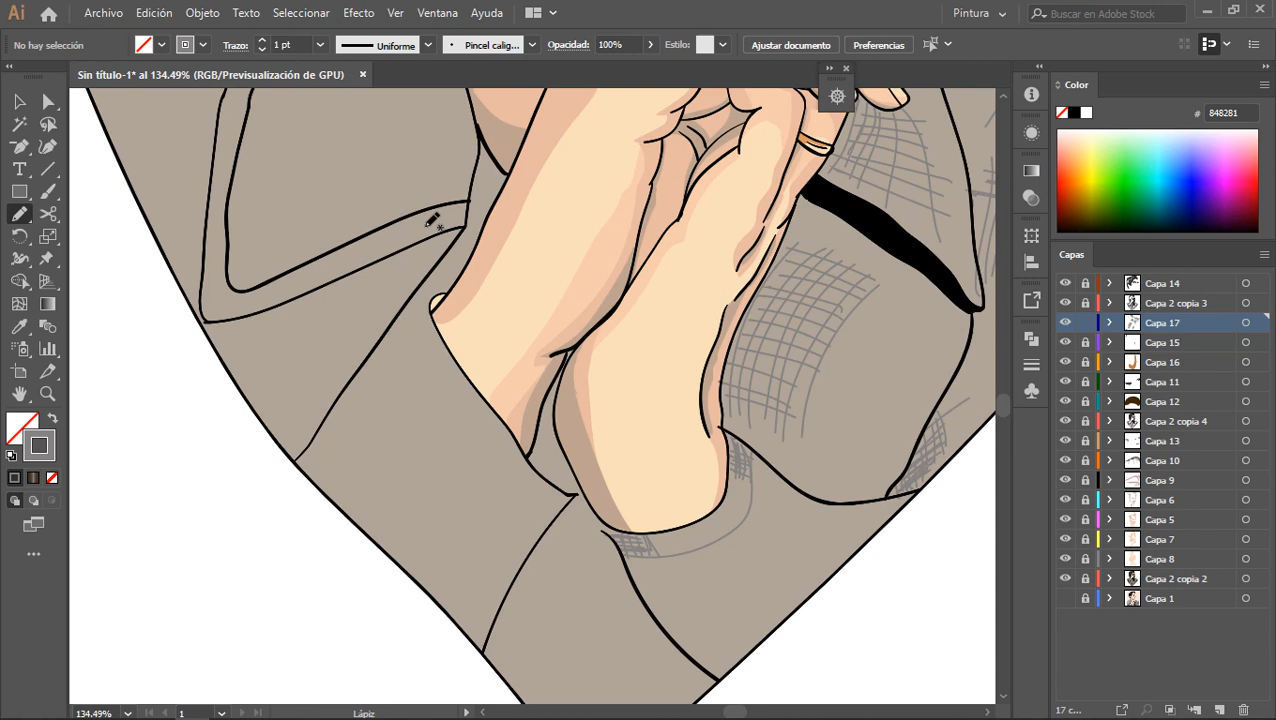 Ai Archivo Edición Objeto Texto Seleccionar Efecto Ver Ventana Ayuda Pintura Buscar en Adobe Stock
No hay selección Trazo: 1 pt Uniforme Pincel calig... Opacidad: 100% Estilo: Ajustar documento Preferencias
Sin título-1* al 134.49% (RGB/Previsualización de GPU)
Color
# 848281
Capas
Capa 14
Capa 2 copia 3
Capa 17
Capa 15
Capa 16
Capa 11
Capa 12
Capa 2 copia 4
Capa 13
Capa 10
Capa 9
Capa 6
Capa 5
Capa 7
Capa 8
Capa 2 copia 2
Capa 1
134.49% 1 Lápiz 17 c...